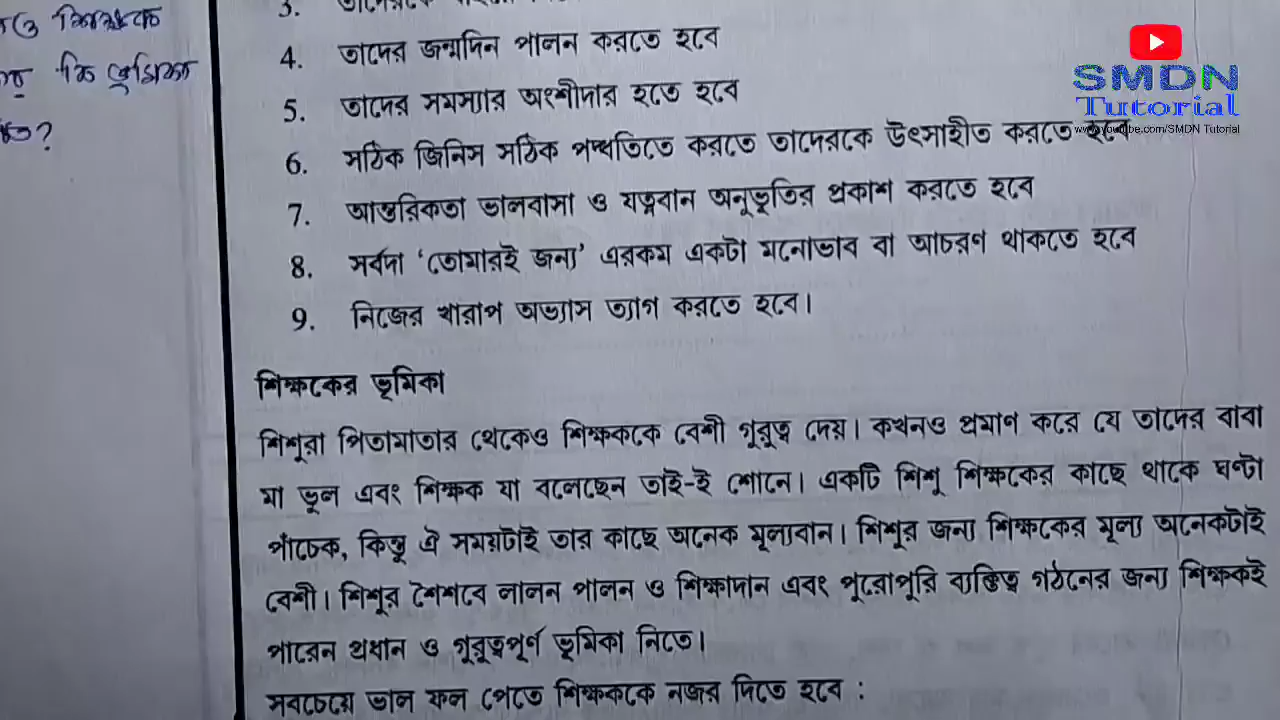 3. তাদেরকে
4. তাদের জন্মদিন পালন করতে হবে
5. তাদের সমস্যার অংশীদার হতে হবে
6. সঠিক জিনিস সঠিক পদ্ধতিতে করতে তাদেরকে উৎসাহীত করতে হবে
7. আন্তরিকতা ভালবাসা ও যত্নবান অনুভূতির প্রকাশ করতে হবে
8. সর্বদা ‘তোমারই জন্য’ এরকম একটা মনোভাব বা আচরণ থাকতে হবে
9. নিজের খারাপ অভ্যাস ত্যাগ করতে হবে।
শিক্ষকের ভূমিকা
শিশুরা পিতামাতার থেকেও শিক্ষককে বেশী গুরুত্ব দেয়। কখনও প্রমাণ করে যে তাদের বাবা
মা ভুল এবং শিক্ষক যা বলেছেন তাই-ই শোনে। একটি শিশু শিক্ষকের কাছে থাকে ঘন্টা
পাঁচেক, কিন্তু ঐ সময়টাই তার কাছে অনেক মূল্যবান। শিশুর জন্য শিক্ষকের মূল্য অনেকটাই
বেশী। শিশুর শৈশবে লালন পালন ও শিক্ষাদান এবং পুরোপুরি ব্যক্তিত্ব গঠনের জন্য শিক্ষকই
পারেন প্রধান ও গুরুত্বপূর্ণ ভূমিকা নিতে।
সবচেয়ে ভাল ফল পেতে শিক্ষককে নজর দিতে হবে :
SMDN
Tutorial
www.youtube.com/SMDN Tutorial